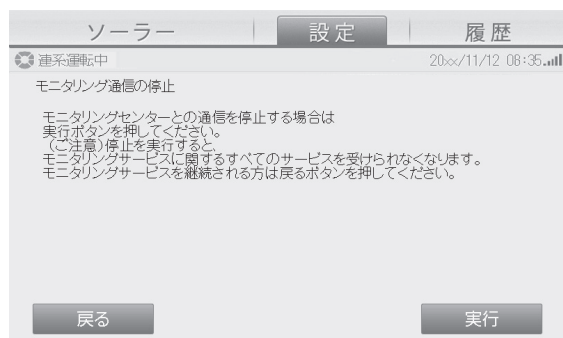 ソーラー 設定 履歴
連系運転中 20××/11/12 08:35
モニタリング通信の停止
モニタリングセンターとの通信を停止する場合は
実行ボタンを押してください。
(ご注意)停止を実行すると、
モニタリングサービスに関するすべてのサービスを受けられなくなります。
モニタリングサービスを継続される方は戻るボタンを押してください。
戻る 実行